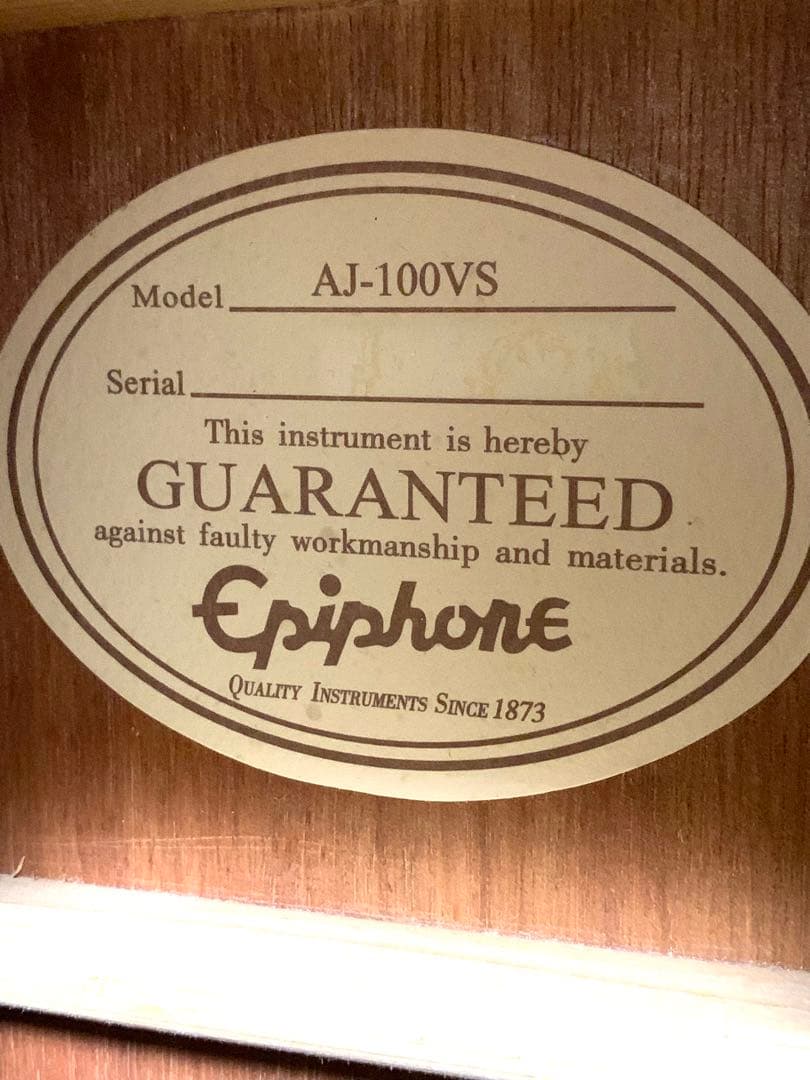 Model AJ-100VS
Serial
This instrument is hereby
GUARANTEED
against faulty workmanship and materials.
Epiphone
QUALITY INSTRUMENTS SINCE 1873